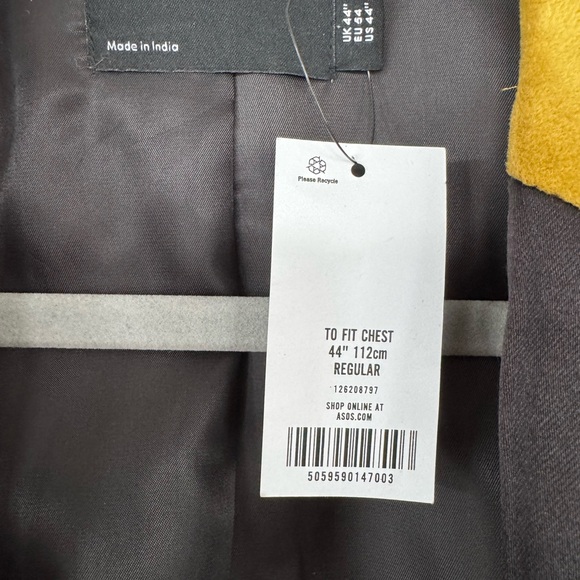 Made in India
UK 44"
EU 54
US 44"
Please Recycle
TO FIT CHEST
44" 112cm
REGULAR
126208797
SHOP ONLINE AT
ASOS.COM
5059590147003